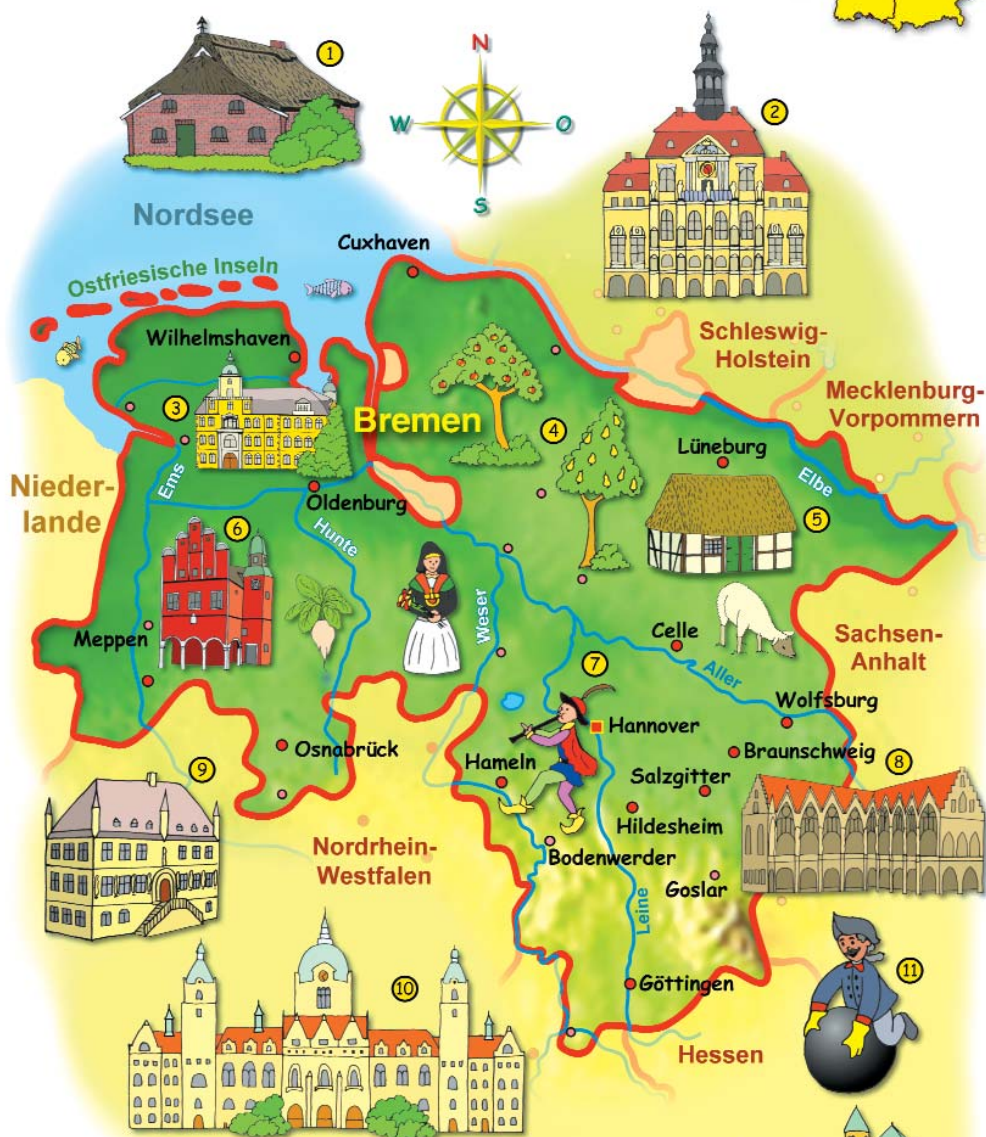 1
N
W
O
S
2
Nordsee
Cuxhaven
Ostfriesische Inseln
Wilhelmshaven
Schleswig-
Holstein
Mecklenburg-
Vorpommern
3
Bremen
4
Lüneburg
Elbe
Nieder-
lande
Ems
Oldenburg
5
6
Hunte
Weser
Meppen
Celle
Sachsen-
Anhalt
7
Aller
Wolfsburg
Hannover
Osnabrück
Braunschweig
8
9
Hameln
Salzgitter
Hildesheim
Nordrhein-
Westfalen
Bodenwerder
Goslar
Leine
10
Göttingen
11
Hessen